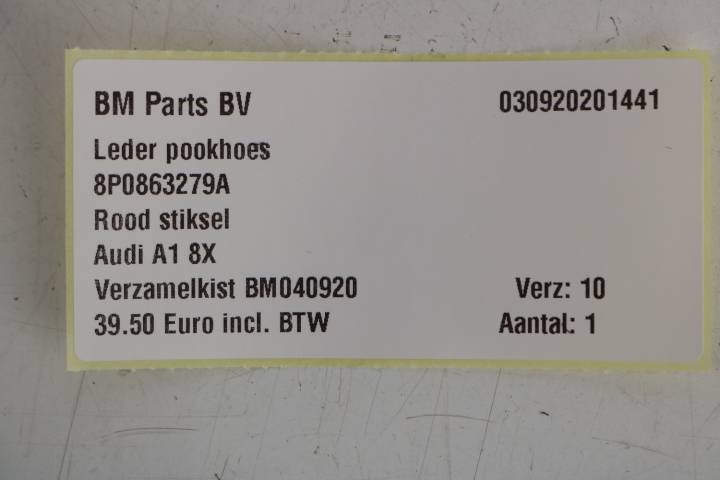 BM Parts BV 030920201441
Leder pookhoes
8P0863279A
Rood stiksel
Audi A1 8X
Verzamelkist BM040920 Verz: 10
39.50 Euro incl. BTW Aantal: 1